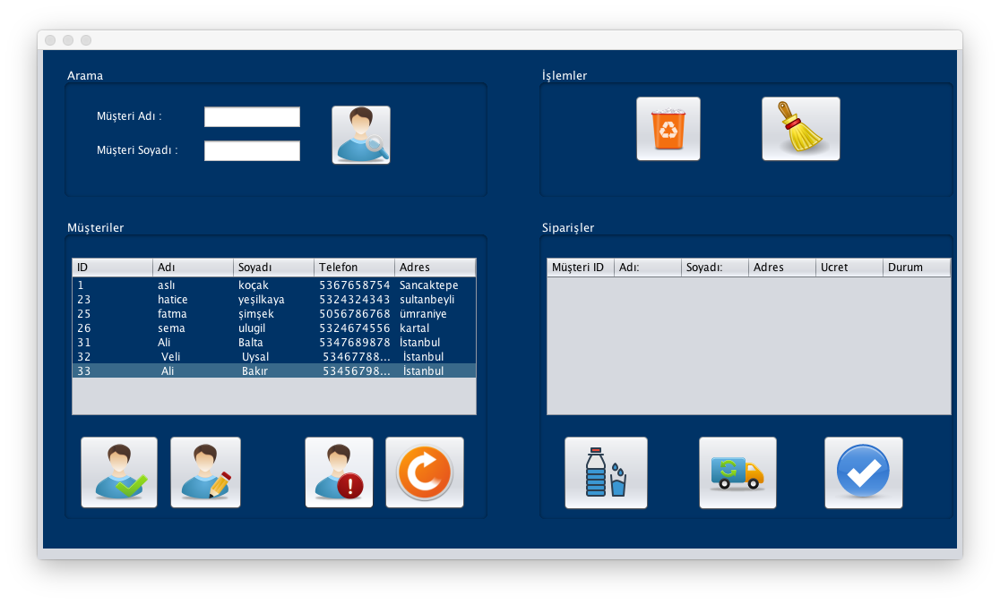 Arama
Müşteri Adı :
Müşteri Soyadı :
İşlemler
Müşteriler
ID Adı Soyadı Telefon Adres
1 aslı koçak 5367658754 Sancaktepe
23 hatice yeşilkaya 5324324343 sultanbeyli
25 fatma şimşek 5056786768 ümraniye
26 sema ulugil 5324674556 kartal
31 Ali Balta 5347689878 İstanbul
32 Veli Uysal 53467788... İstanbul
33 Ali Bakır 53456798... İstanbul
Siparişler
Müşteri ID Adı: Soyadı: Adres Ucret Durum